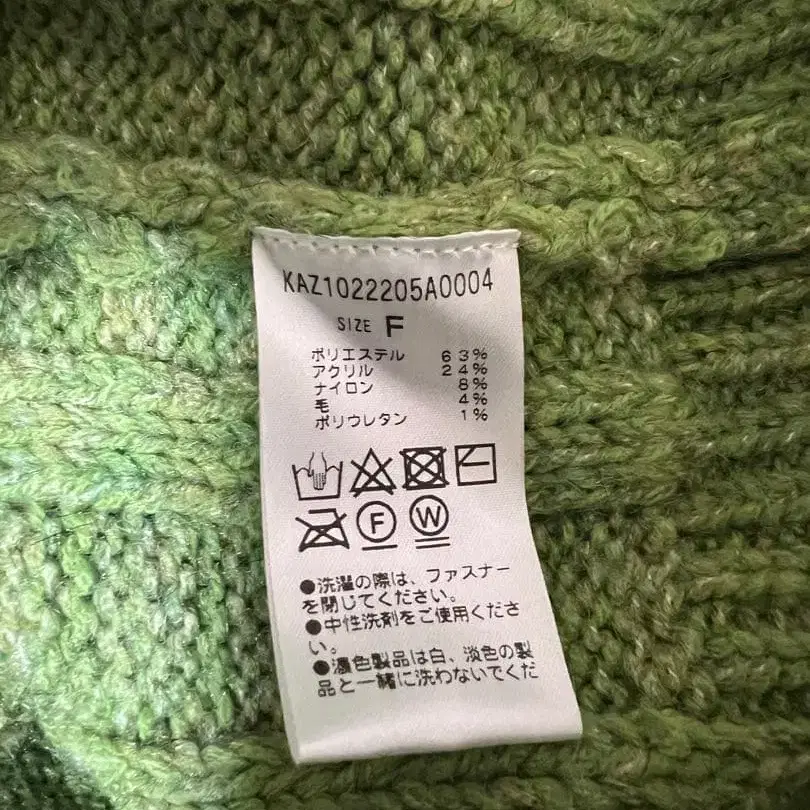 KAZ1022205A0004
SIZE F
ポリエステル 63%
アクリル 24%
ナイロン 8%
毛 4%
ポリウレタン 1%
F W
●洗濯の際は、ファスナー
を閉じてください。
●中性洗剤をご使用くださ
い。
●濃色製品は白、淡色の製
品と一緒に洗わないでくだ